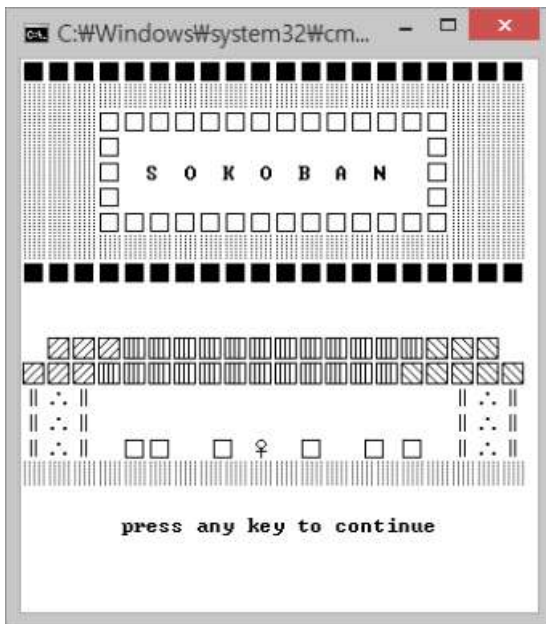 C:₩Windows₩system32₩cm...
S O K O B A N
press any key to continue